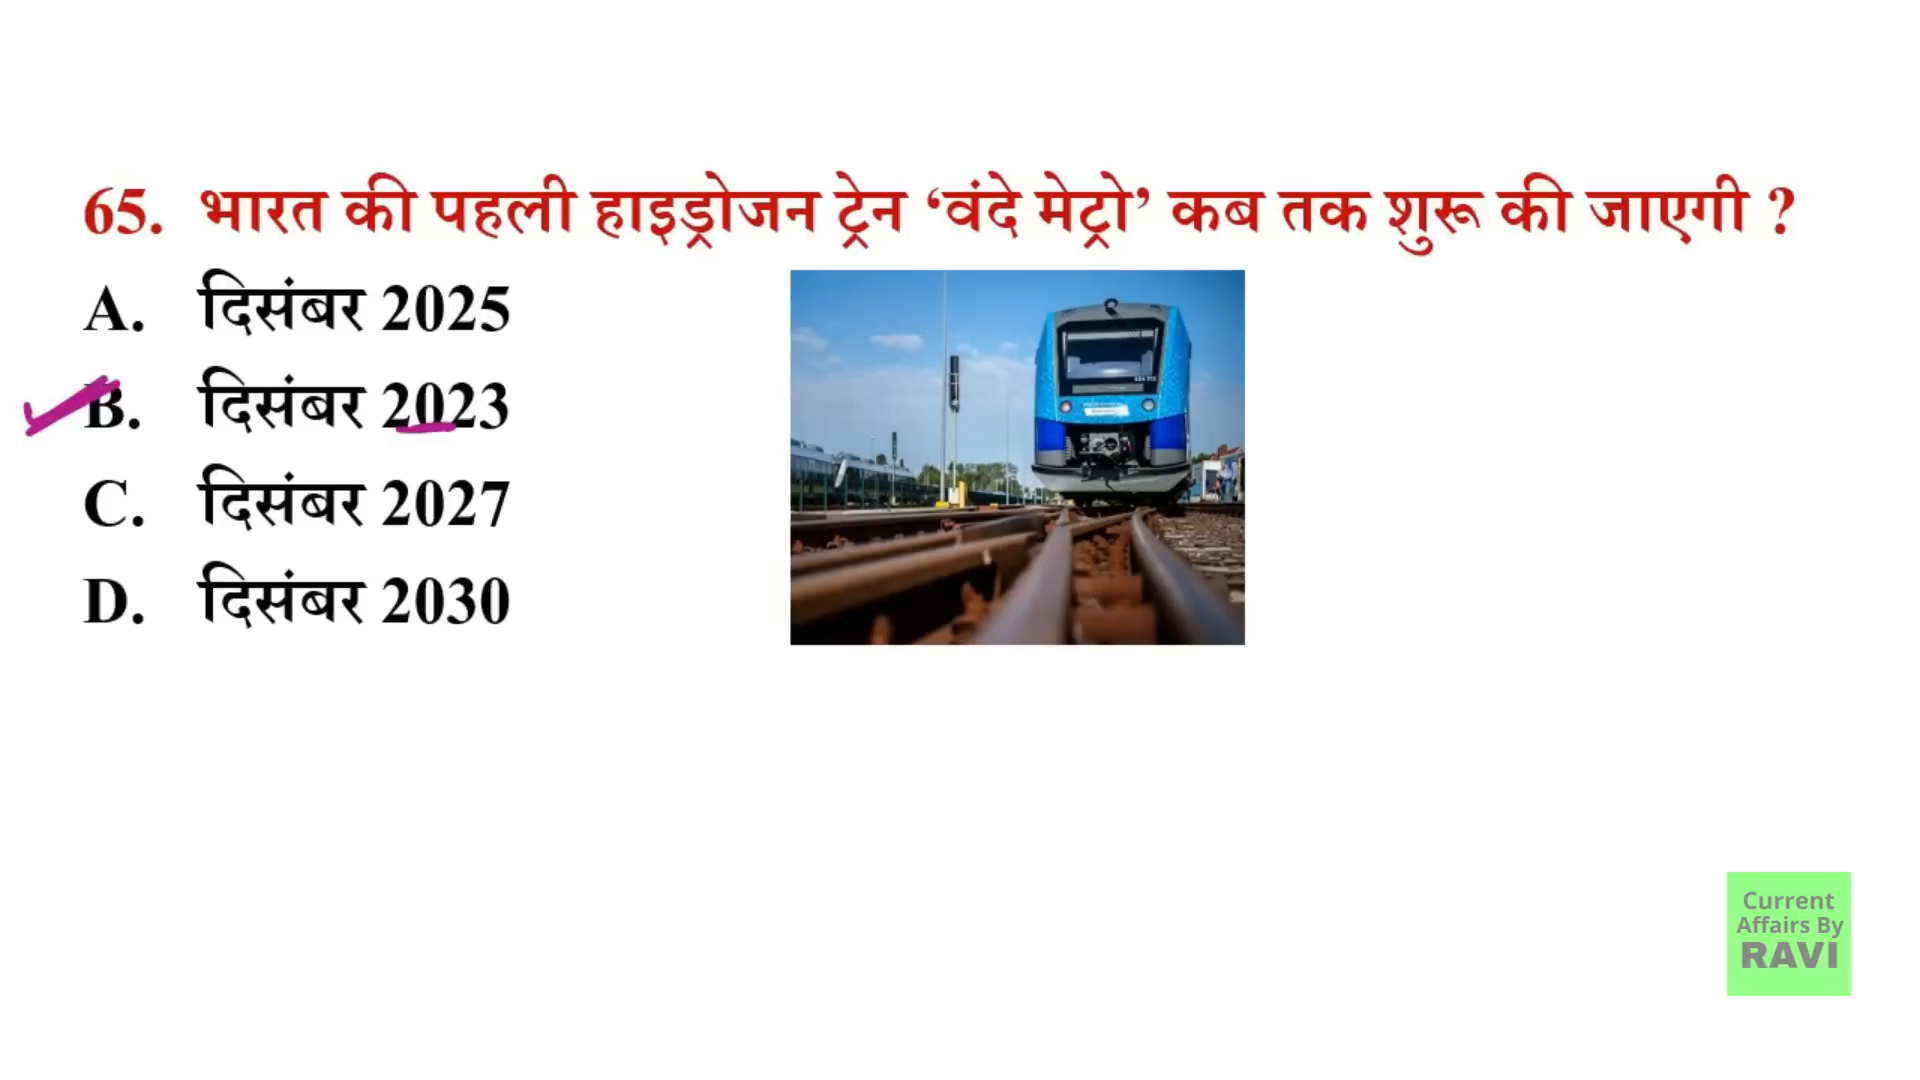 65. भारत की पहली हाइड्रोजन ट्रेन ‘वंदे मेट्रो’ कब तक शुरू की जाएगी ?
A. दिसंबर 2025
B. दिसंबर 2023
C. दिसंबर 2027
D. दिसंबर 2030
Current
Affairs By
RAVI